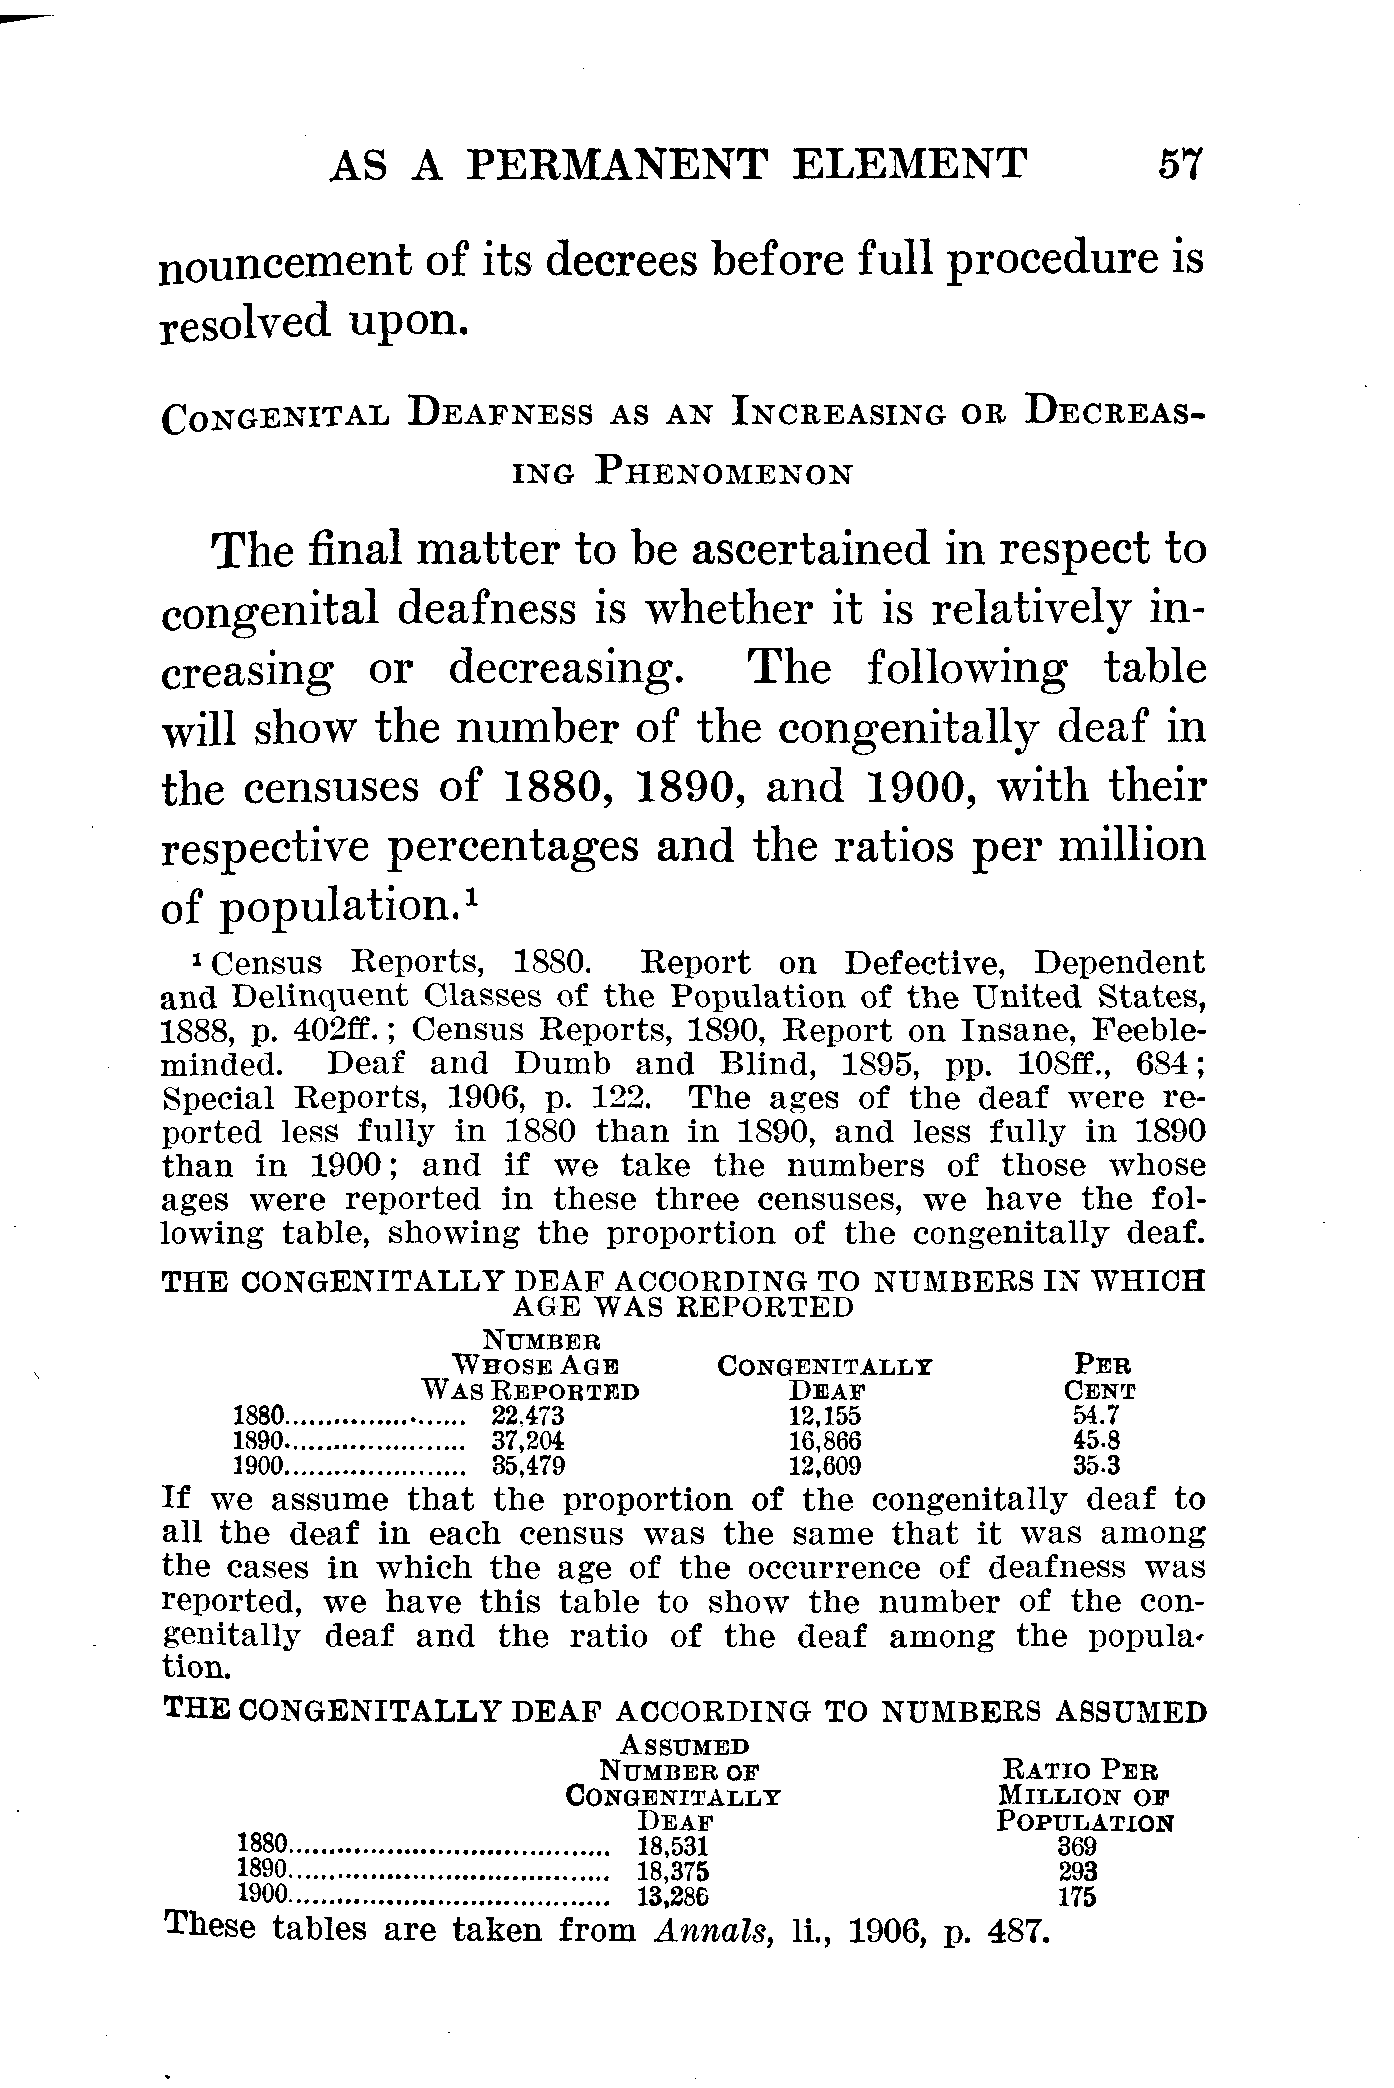 AS A PERMANENT ELEMENT 57
nouncement of its decrees before full procedure is
resolved upon.
Congenital Deafness as an Increasing or Decreas-
ing Phenomenon
The final matter to be ascertained in respect to
congenital deafness is whether it is relatively in-
creasing or decreasing. The following table
will show the number of the congenitally deaf in
the censuses of 1880, 1890, and 1900, with their
respective percentages and the ratios per million
of population.¹
¹ Census Reports, 1880. Report on Defective, Dependent
and Delinquent Classes of the Population of the United States,
1888, p. 402ff.; Census Reports, 1890, Report on Insane, Feeble-
minded. Deaf and Dumb and Blind, 1895, pp. 108ff., 684;
Special Reports, 1906, p. 122. The ages of the deaf were re-
ported less fully in 1880 than in 1890, and less fully in 1890
than in 1900; and if we take the numbers of those whose
ages were reported in these three censuses, we have the fol-
lowing table, showing the proportion of the congenitally deaf.
THE CONGENITALLY DEAF ACCORDING TO NUMBERS IN WHICH
AGE WAS REPORTED
Number
Whose Age Congenitally Per
Was Reported Deaf Cent
1880...................... 22,473 12,155 54.7
1890...................... 37,204 16,866 45.8
1900...................... 35,479 12,609 35.3
If we assume that the proportion of the congenitally deaf to
all the deaf in each census was the same that it was among
the cases in which the age of the occurrence of deafness was
reported, we have this table to show the number of the con-
genitally deaf and the ratio of the deaf among the popula-
tion.
THE CONGENITALLY DEAF ACCORDING TO NUMBERS ASSUMED
Assumed
Number of Ratio Per
Congenitally Million of
Deaf Population
1880....................................... 18,531 369
1890....................................... 18,375 293
1900....................................... 13,286 175
These tables are taken from Annals, li., 1906, p. 487.